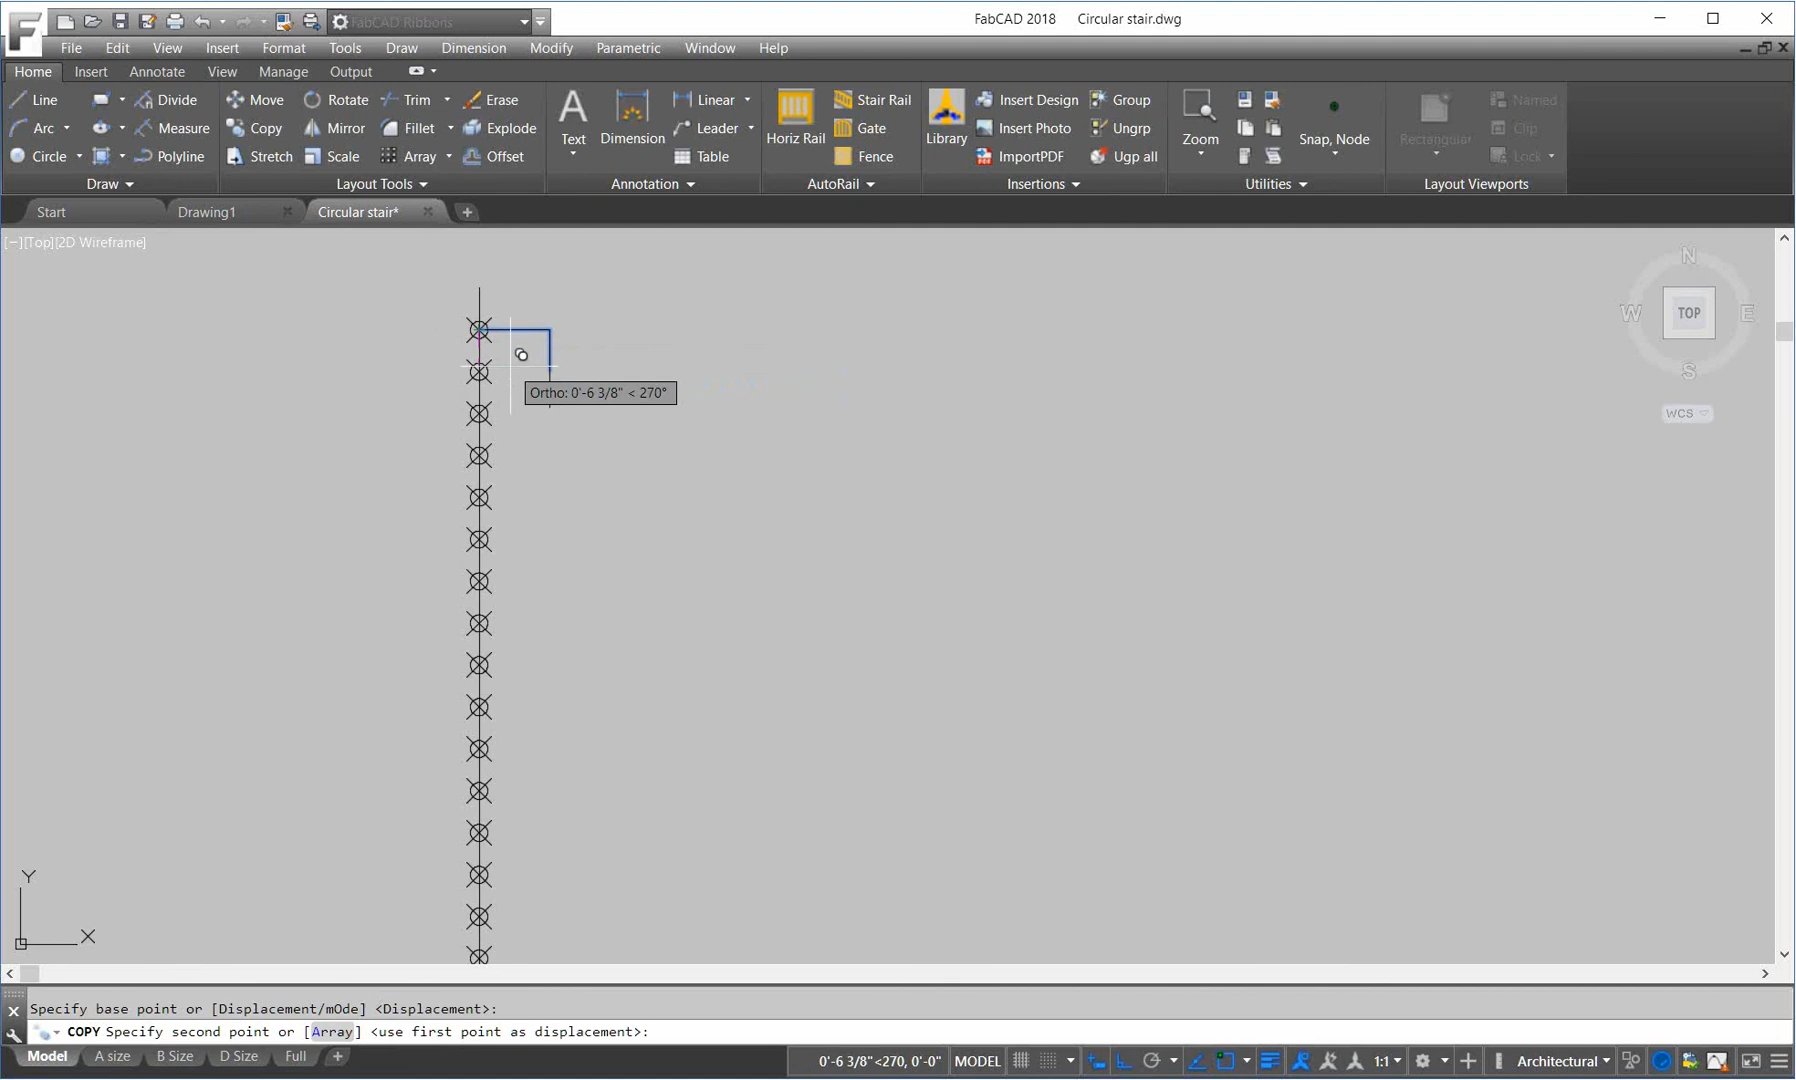 F FabCAD Ribbons FabCAD 2018 Circular stair.dwg
File Edit View Insert Format Tools Draw Dimension Modify Parametric Window Help
Home Insert Annotate View Manage Output
Line Divide Move Rotate Trim Erase Linear Stair Rail Insert Design Group Named
Arc Measure Copy Mirror Fillet Explode Leader Gate Insert Photo Ungrp Clip
A Text Dimension Horiz Rail Library Zoom Snap, Node Rectangular
Circle Polyline Stretch Scale Array Offset Table Fence ImportPDF Ugp all Lock
Draw Layout Tools Annotation AutoRail Insertions Utilities Layout Viewports
Start Drawing1 Circular stair* +
[−][Top][2D Wireframe]
N
W TOP E
S
WCS
Ortho: 0'-6 3/8" < 270°
Y
X
Specify base point or [Displacement/mOde] <Displacement>:
COPY Specify second point or [Array] <use first point as displacement>:
Model A size B Size D Size Full + 0'-6 3/8"<270, 0'-0" MODEL 1:1 Architectural